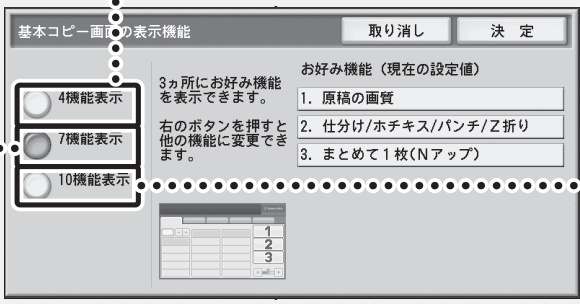 基本コピー画面の表示機能
取り消し
決 定
4機能表示
7機能表示
10機能表示
3ヵ所にお好み機能
を表示できます。
右のボタンを押すと
他の機能に変更でき
ます。
お好み機能（現在の設定値）
1. 原稿の画質
2. 仕分け/ホチキス/パンチ/Z折り
3. まとめて1枚(Nアップ)
1
2
3